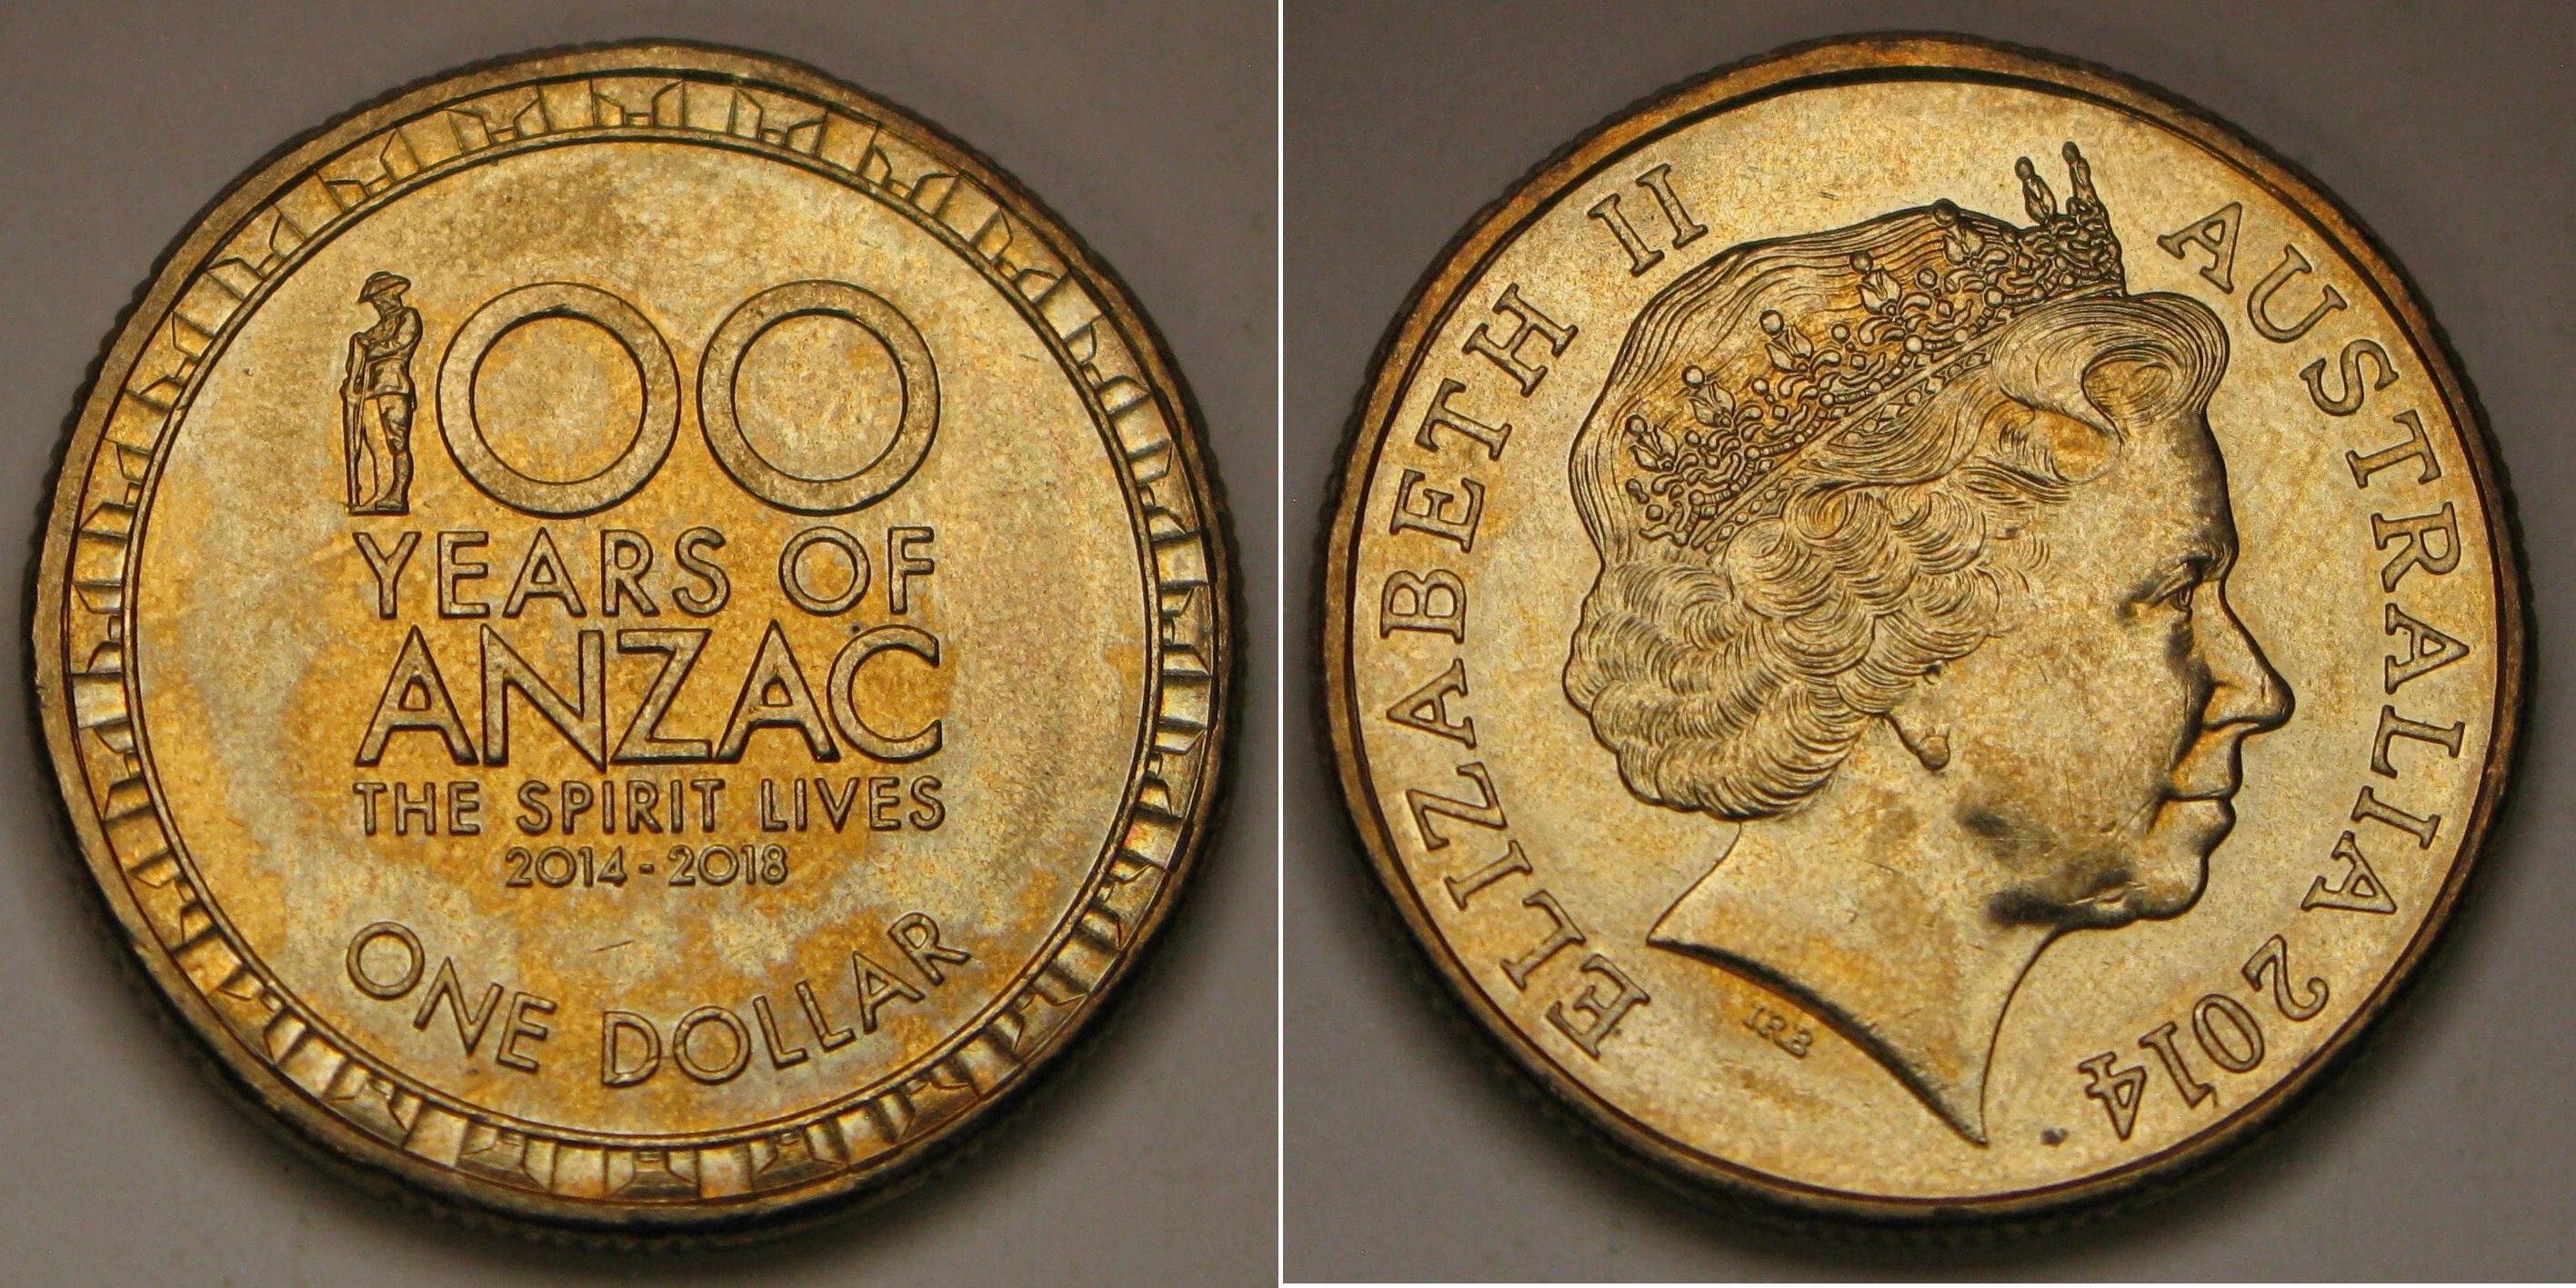 100
YEARS OF
ANZAC
THE SPIRIT LIVES
2014-2018
ONE DOLLAR
ELIZABETH II
AUSTRALIA 2014
IRB